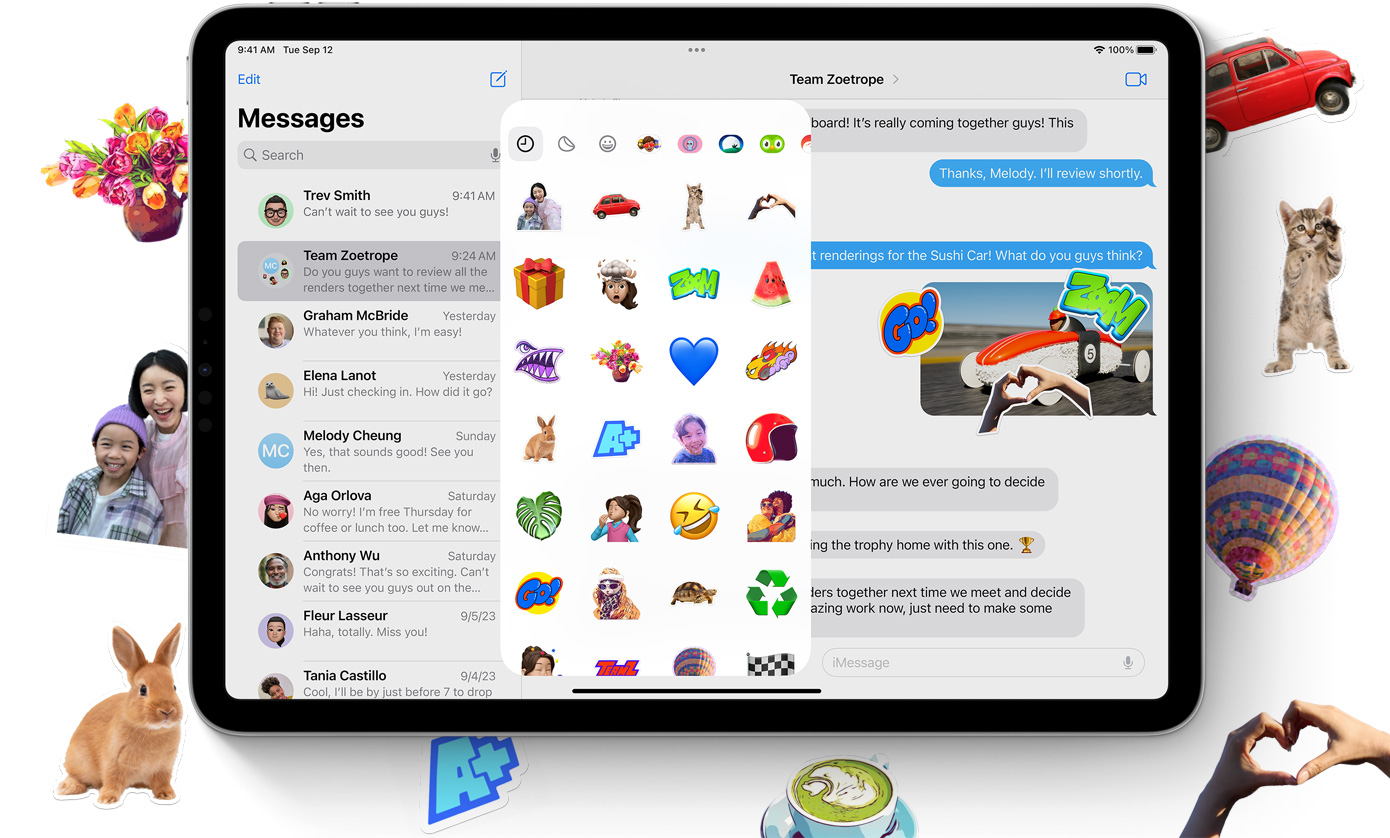 9:41 AM Tue Sep 12
100%
Edit
Messages
Search
Trev Smith
9:41 AM
Can't wait to see you guys!
MC
Team Zoetrope
9:24 AM
Do you guys want to review all the
renders together next time we me...
Graham McBride
Yesterday
Whatever you think, I'm easy!
Elena Lanot
Yesterday
Hi! Just checking in. How did it go?
MC
Melody Cheung
Sunday
Yes, that sounds good! See you
then.
Aga Orlova
Saturday
No worry! I'm free Thursday for
coffee or lunch too. Let me know...
Anthony Wu
Saturday
Congrats! That's so exciting. Can't
wait to see you guys out on the...
Fleur Lasseur
9/5/23
Haha, totally. Miss you!
Tania Castillo
9/4/23
Cool, I'll be by just before 7 to drop
ZOOM
A+
GO!
Team Zoetrope
board! It's really coming together guys! This
Thanks, Melody. I'll review shortly.
t renderings for the Sushi Car! What do you guys think?
GO!
ZOOM
5
much. How are we ever going to decide
ing the trophy home with this one. 🏆
ders together next time we meet and decide
azing work now, just need to make some
iMessage
A+